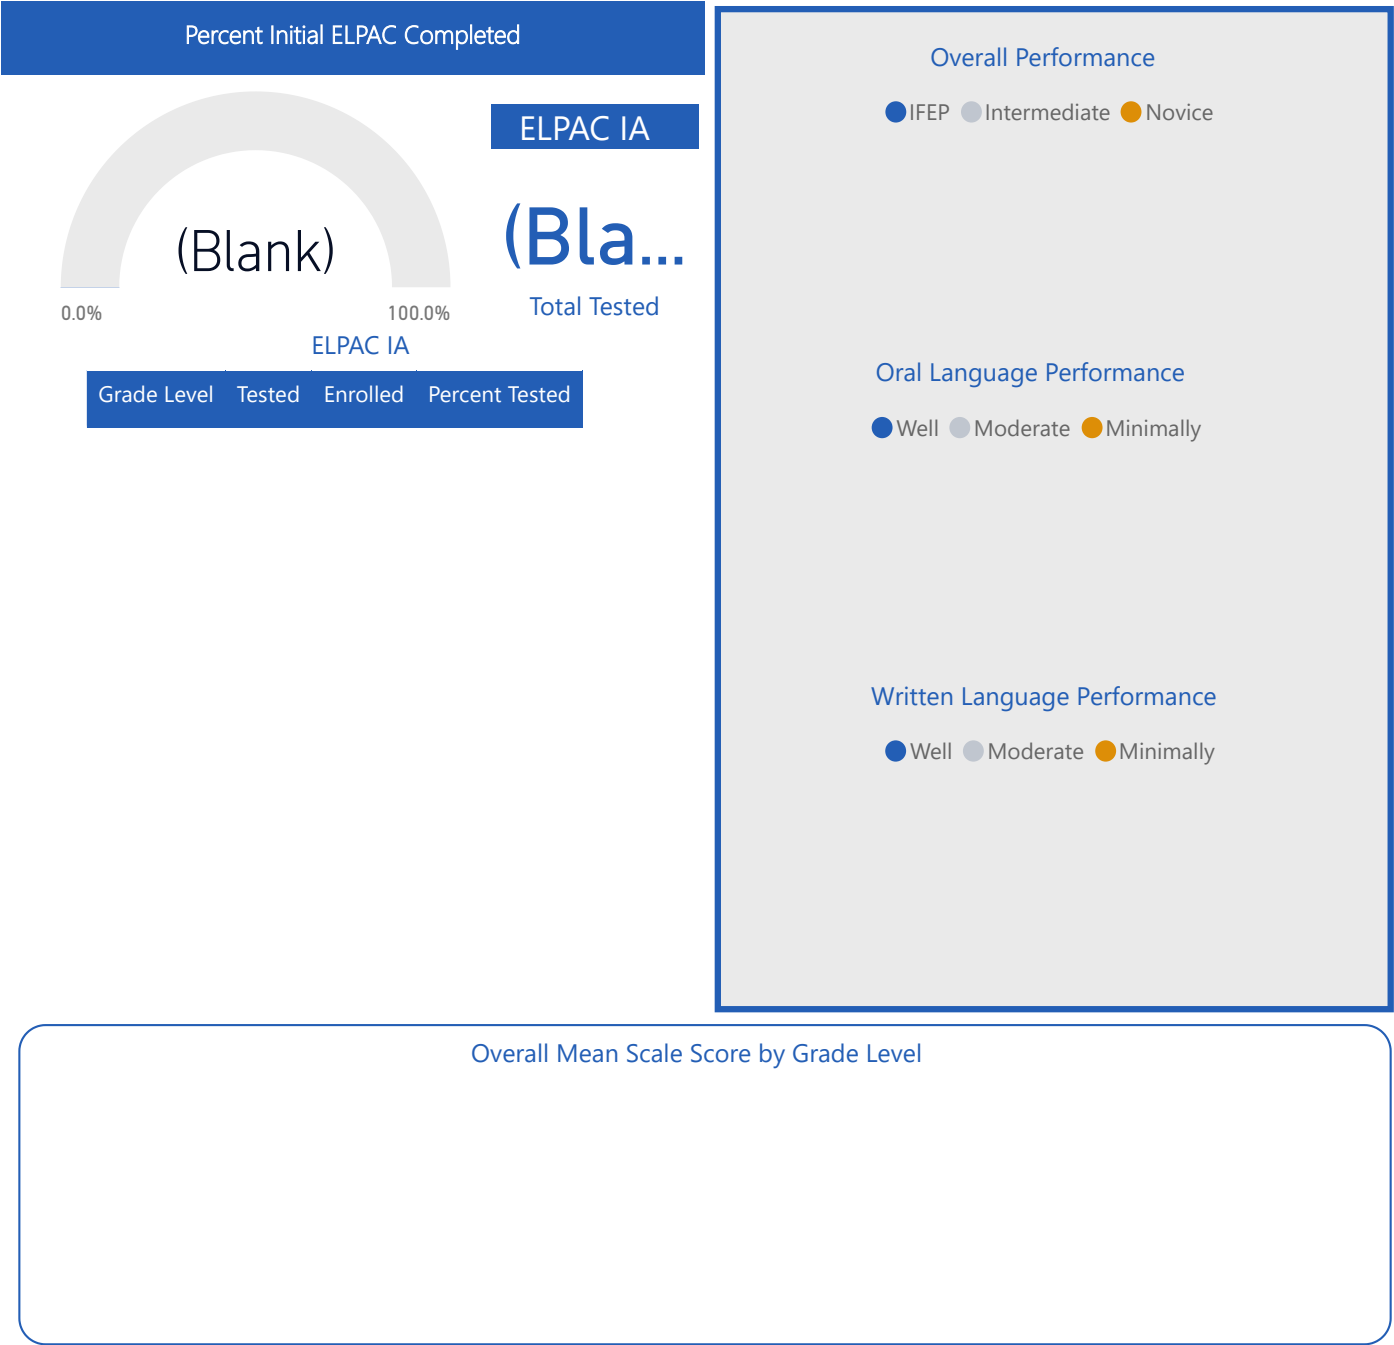 Percent Initial ELPAC Completed
ELPAC IA
(Blank)
0.0%
100.0%
(Bla...
Total Tested
ELPAC IA
Grade Level Tested Enrolled Percent Tested
Overall Performance
IFEP Intermediate Novice
Oral Language Performance
Well Moderate Minimally
Written Language Performance
Well Moderate Minimally
Overall Mean Scale Score by Grade Level